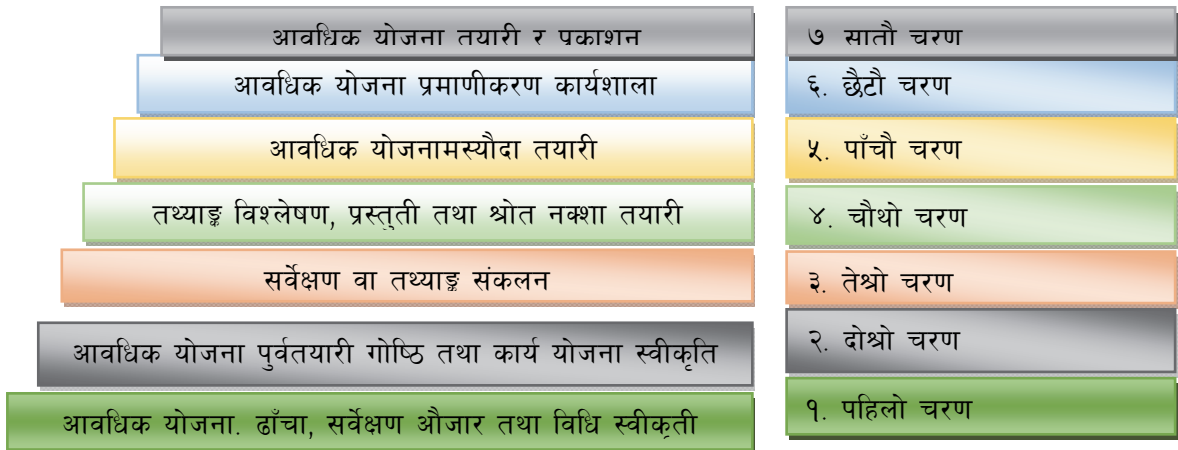 आवधिक योजना तयारी र प्रकाशन
७ सातौ चरण
आवधिक योजना प्रमाणीकरण कार्यशाला
६. छैटौ चरण
आवधिक योजनामस्यौदा तयारी
५. पाँचौ चरण
तथ्याङ्क विश्लेषण, प्रस्तुती तथा श्रोत नक्शा तयारी
४. चौथो चरण
सर्वेक्षण वा तथ्याङ्क संकलन
३. तेश्रो चरण
आवधिक योजना पुर्वतयारी गोष्ठि तथा कार्य योजना स्वीकृति
२. दोश्रो चरण
आवधिक योजना. ढाँचा, सर्वेक्षण औजार तथा विधि स्वीकृती
१. पहिलो चरण